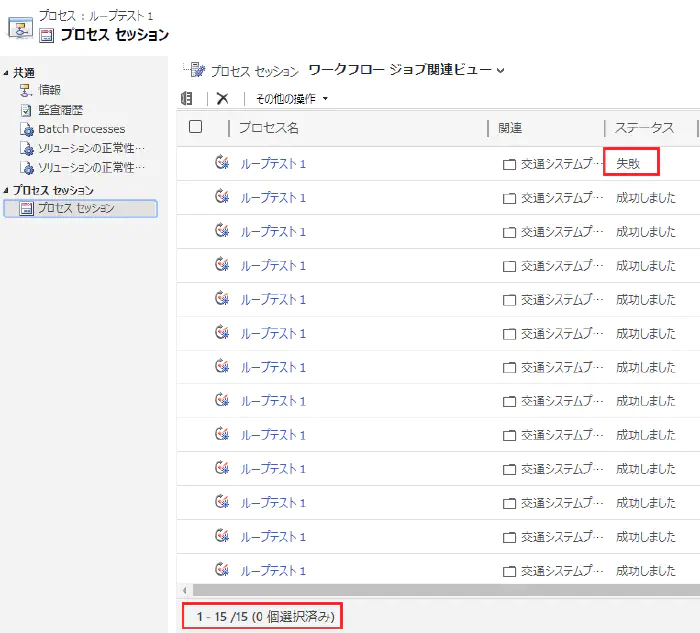 プロセス : ループテスト 1
プロセス セッション
共通
情報
監査履歴
Batch Processes
ソリューションの正常性…
ソリューションの正常性…
プロセス セッション
プロセス セッション
プロセス セッション ワークフロー ジョブ関連ビュー
その他の操作
プロセス名 関連 ステータス
ループテスト 1 交通システムプ… 失敗
ループテスト 1 交通システムプ… 成功しました
ループテスト 1 交通システムプ… 成功しました
ループテスト 1 交通システムプ… 成功しました
ループテスト 1 交通システムプ… 成功しました
ループテスト 1 交通システムプ… 成功しました
ループテスト 1 交通システムプ… 成功しました
ループテスト 1 交通システムプ… 成功しました
ループテスト 1 交通システムプ… 成功しました
ループテスト 1 交通システムプ… 成功しました
ループテスト 1 交通システムプ… 成功しました
ループテスト 1 交通システムプ… 成功しました
ループテスト 1 交通システムプ… 成功しました
1 - 15 /15 (0 個選択済み)